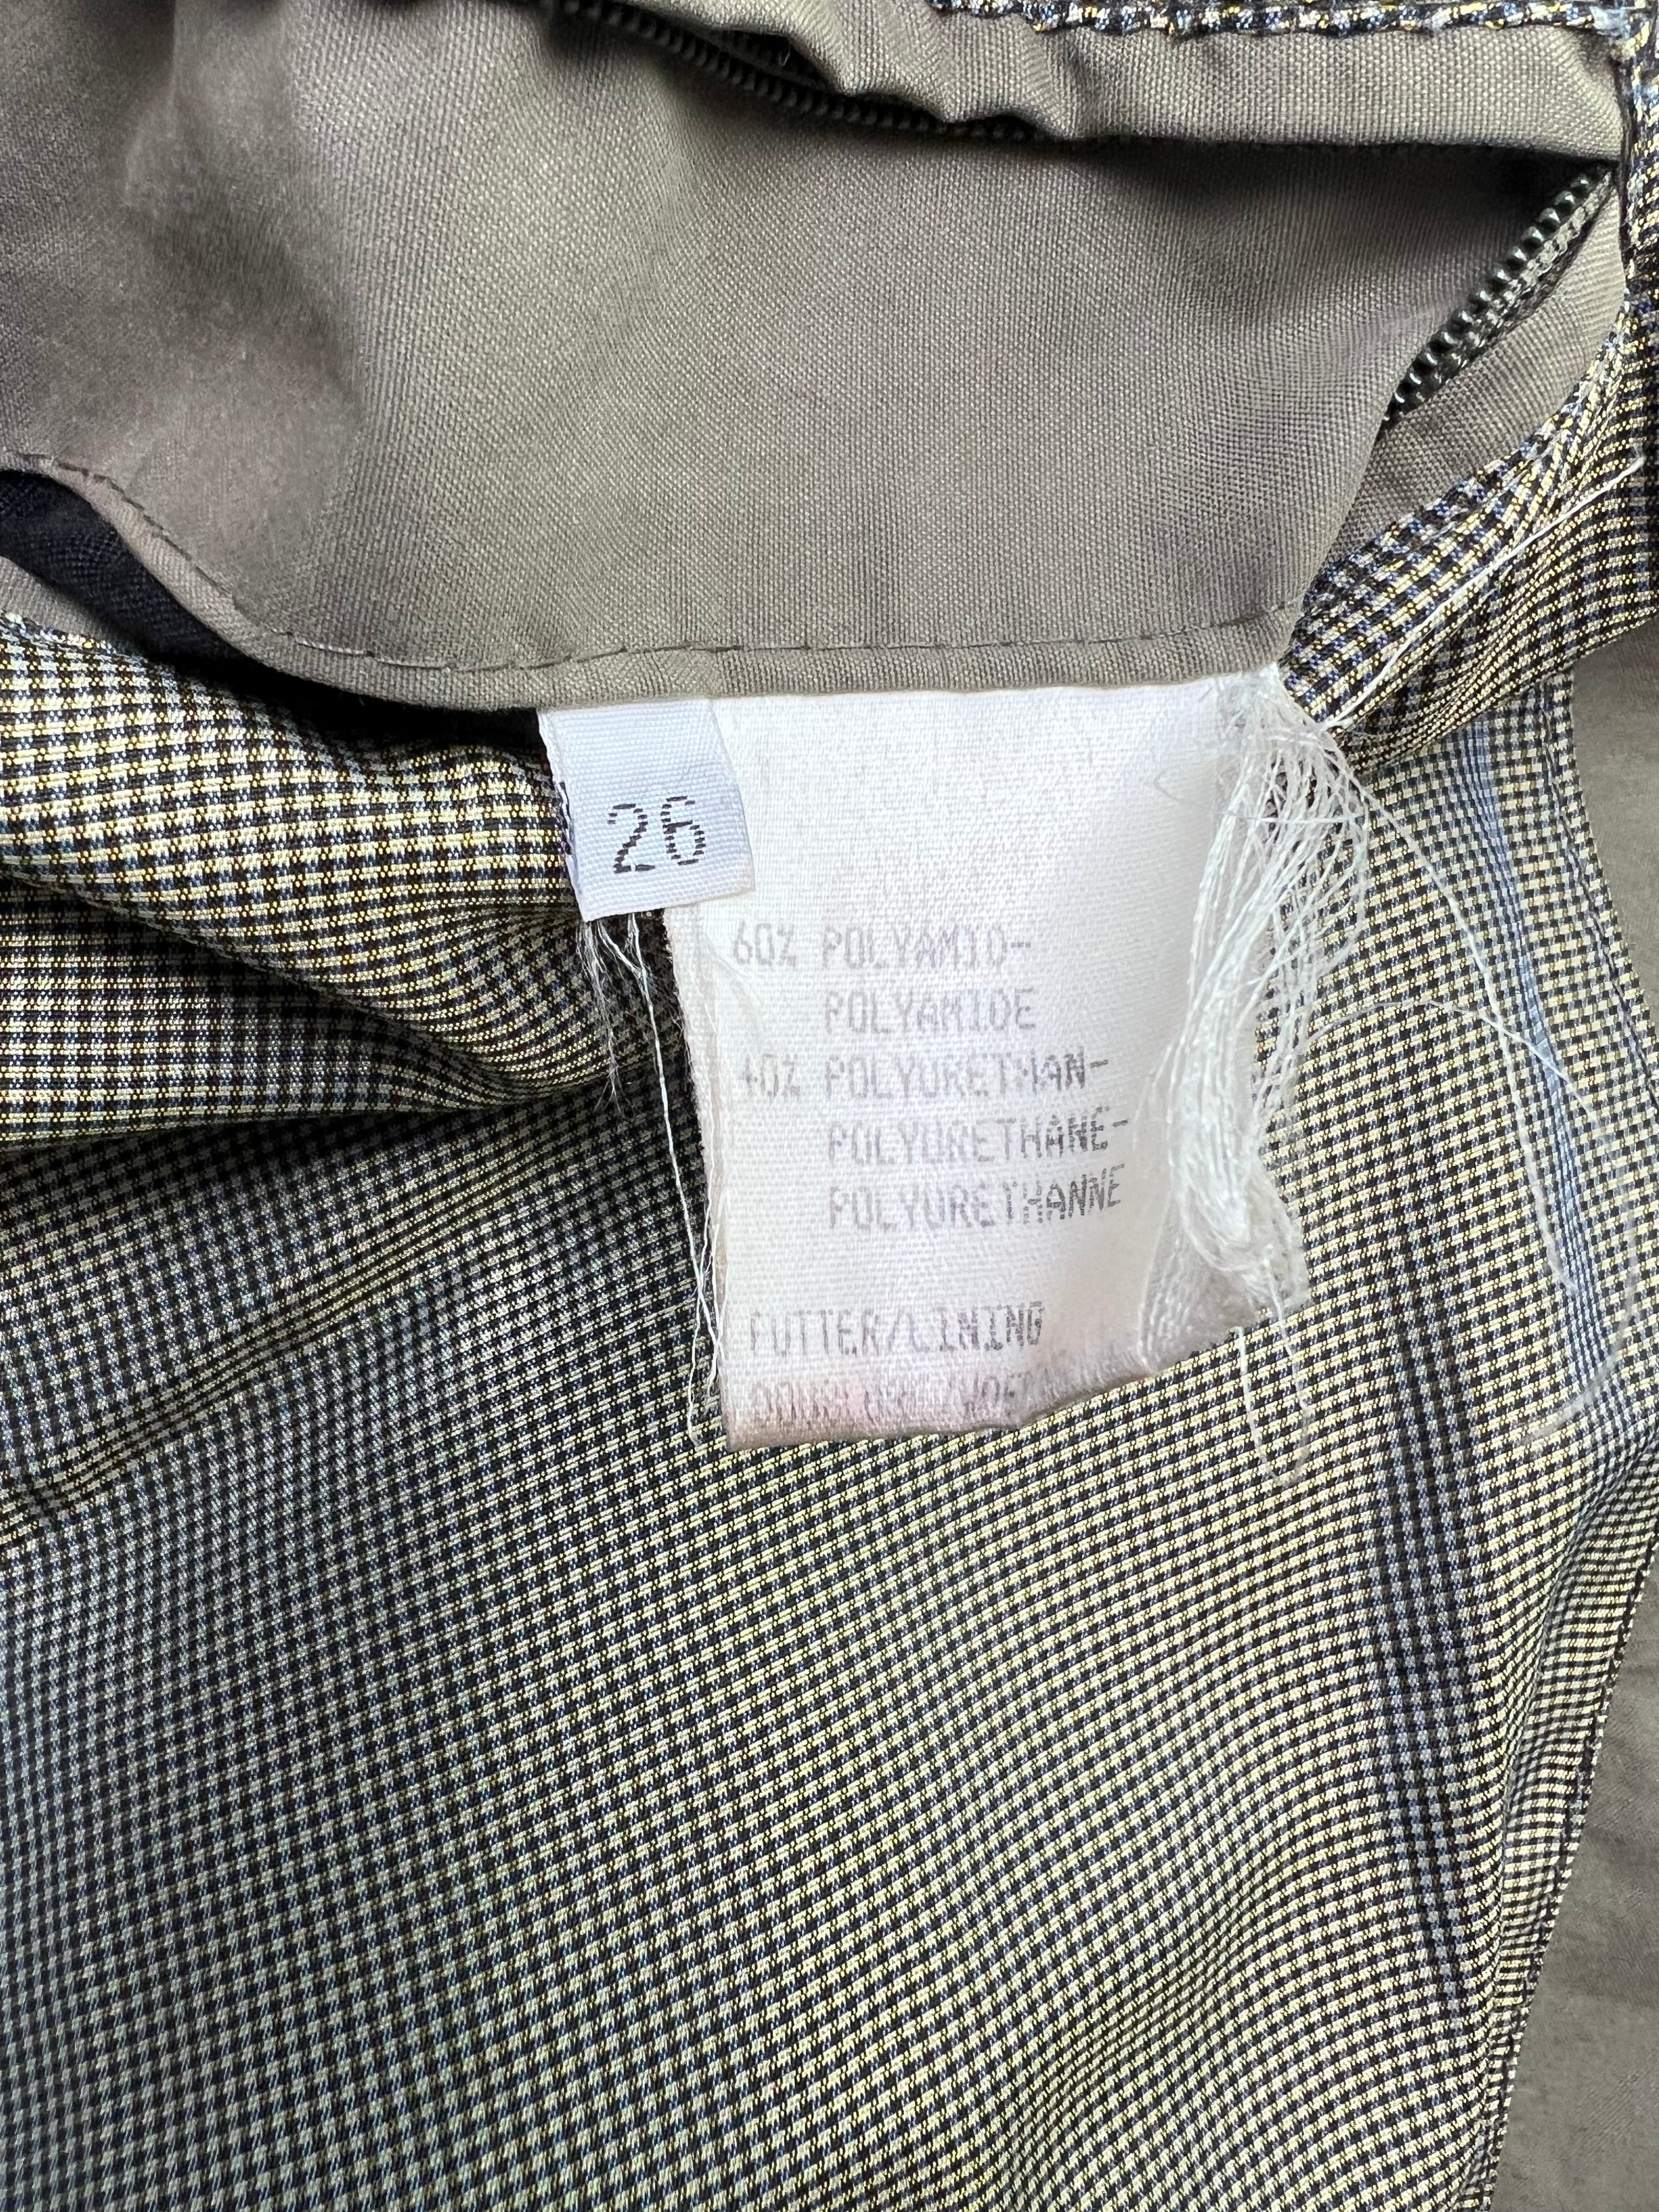 26
60% POLYAMID-
POLYAMIDE
40% POLYURETHAN-
POLYURETHANE-
POLYURETHANNE
FUTTER/LINING